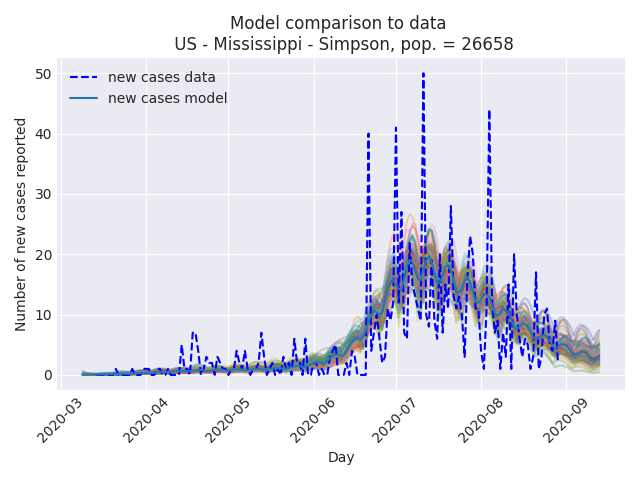 Model comparison to data
US - Mississippi - Simpson, pop. = 26658
new cases data
new cases model
Number of new cases reported
50
40
30
20
10
0
2020-03
2020-04
2020-05
2020-06
2020-07
2020-08
2020-09
Day